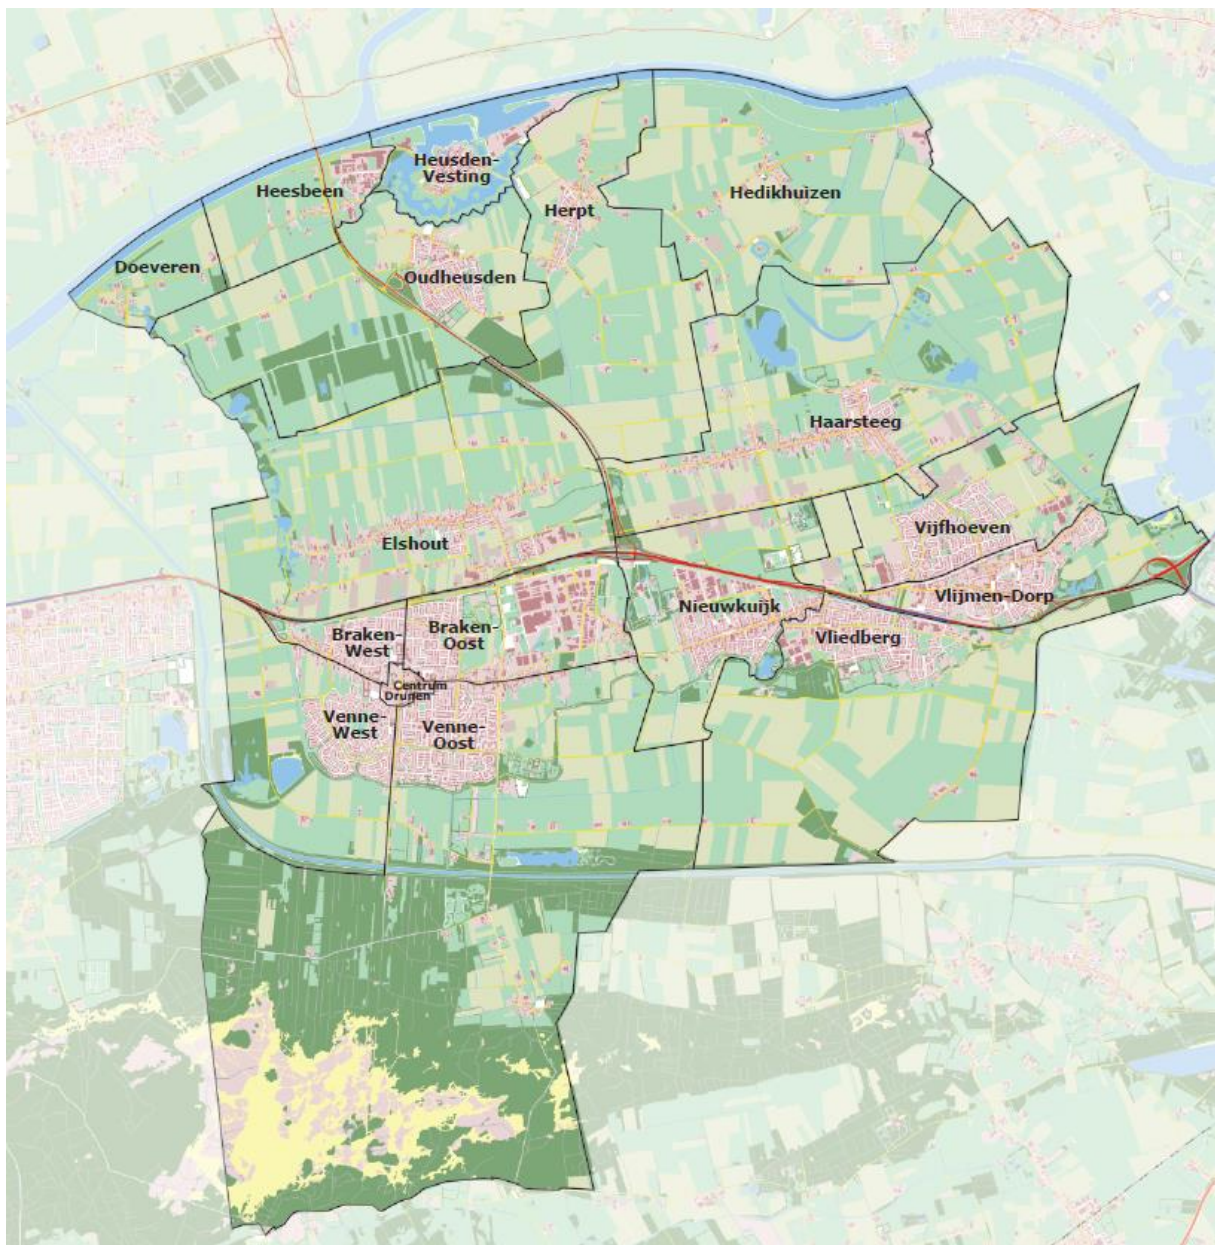 Heusden-
Vesting
Heesbeen
Hedikhuizen
Herpt
Doeveren
Oudheusden
Haarsteeg
Vijfhoeven
Elshout
Vlijmen-Dorp
Nieuwkuijk
Braken-
Oost
Braken-
West
Vliedberg
Centrum
Drunen
Venne-
West
Venne-
Oost